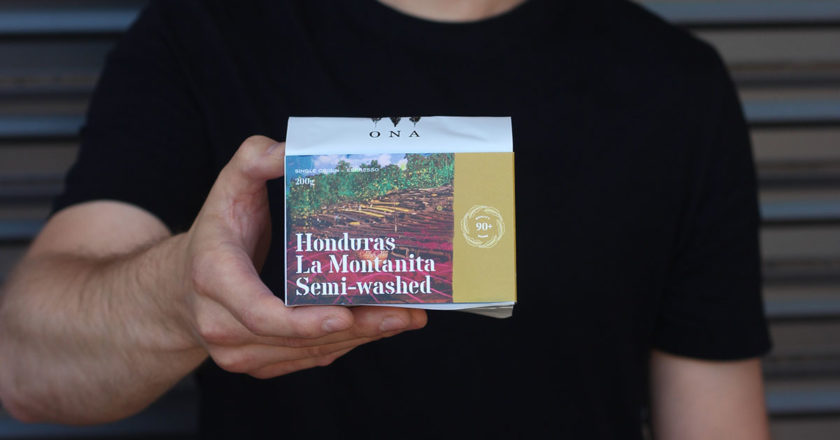 ONA
SINGLE ORIGIN - ESPRESSO
200g
Honduras
La Montanita
Semi-washed
90+